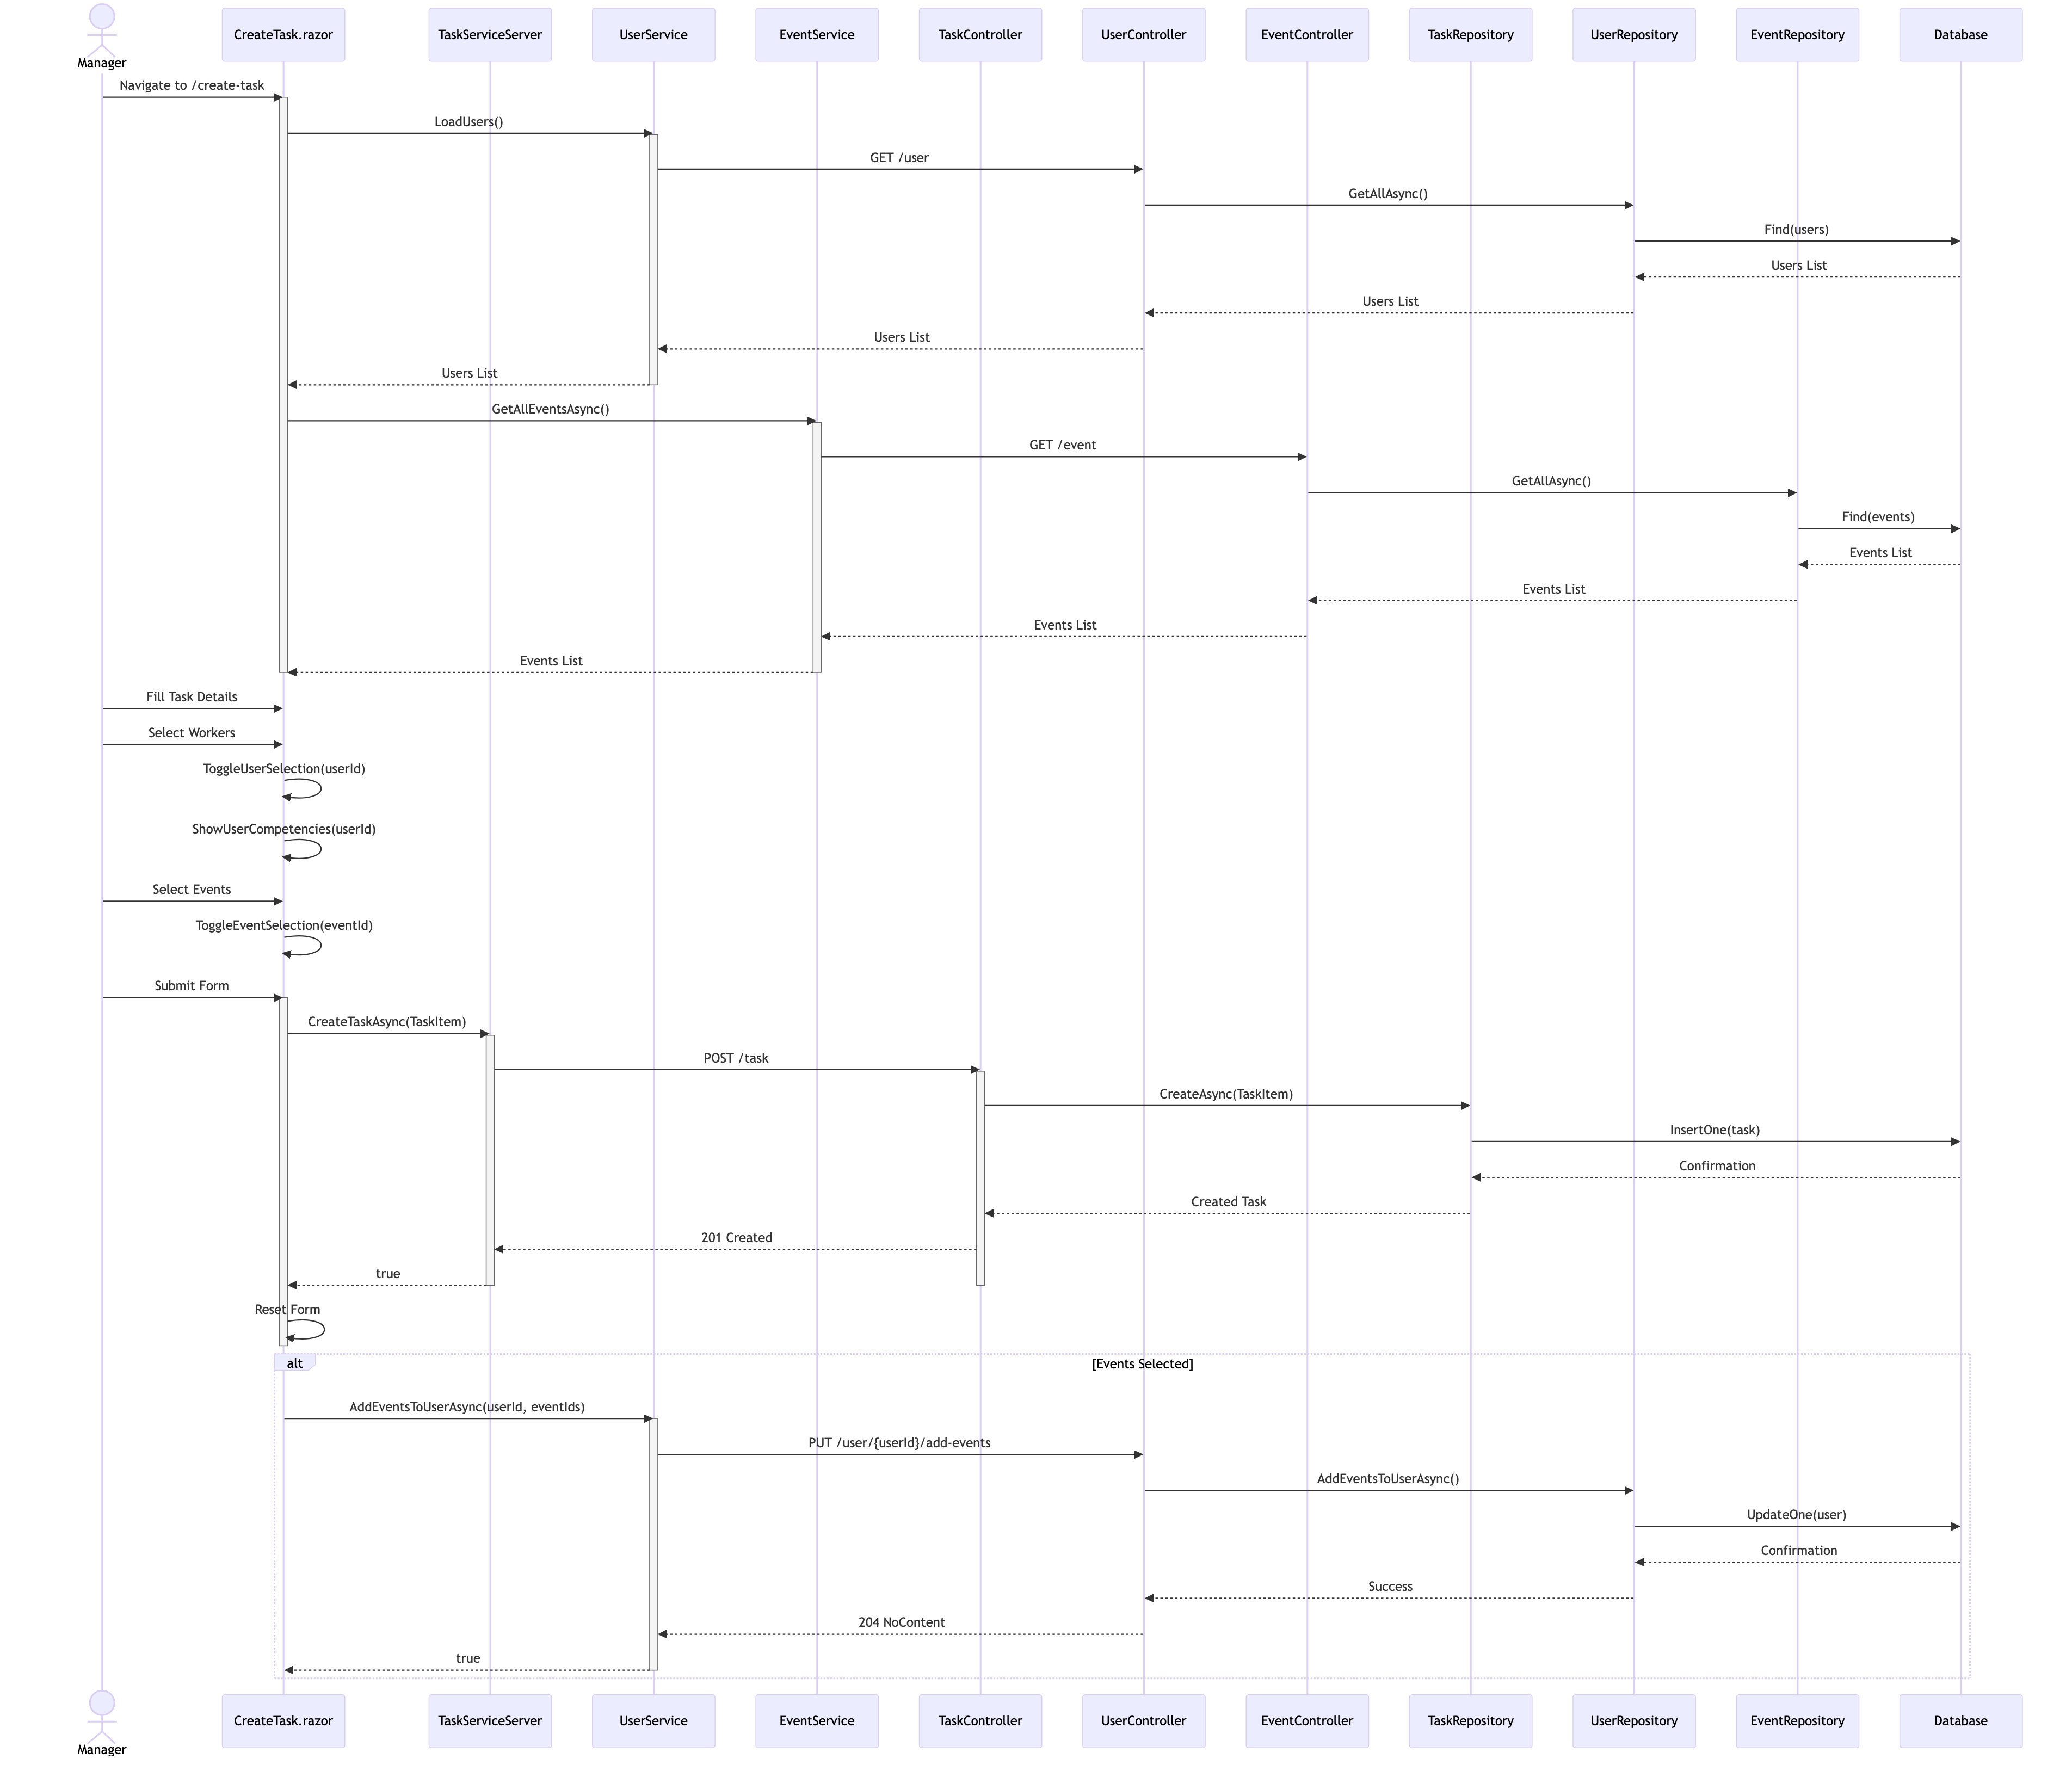 Manager
CreateTask.razor
TaskServiceServer
UserService
EventService
TaskController
UserController
EventController
TaskRepository
UserRepository
EventRepository
Database
Navigate to /create-task
LoadUsers()
GET /user
GetAllAsync()
Find(users)
Users List
Users List
Users List
Users List
GetAllEventsAsync()
GET /event
GetAllAsync()
Find(events)
Events List
Events List
Events List
Events List
Fill Task Details
Select Workers
ToggleUserSelection(userId)
ShowUserCompetencies(userId)
Select Events
ToggleEventSelection(eventId)
Submit Form
CreateTaskAsync(TaskItem)
POST /task
CreateAsync(TaskItem)
InsertOne(task)
Confirmation
Created Task
201 Created
true
Reset Form
alt
[Events Selected]
AddEventsToUserAsync(userId, eventIds)
PUT /user/{userId}/add-events
AddEventsToUserAsync()
UpdateOne(user)
Confirmation
Success
204 NoContent
true
Manager
CreateTask.razor
TaskServiceServer
UserService
EventService
TaskController
UserController
EventController
TaskRepository
UserRepository
EventRepository
Database